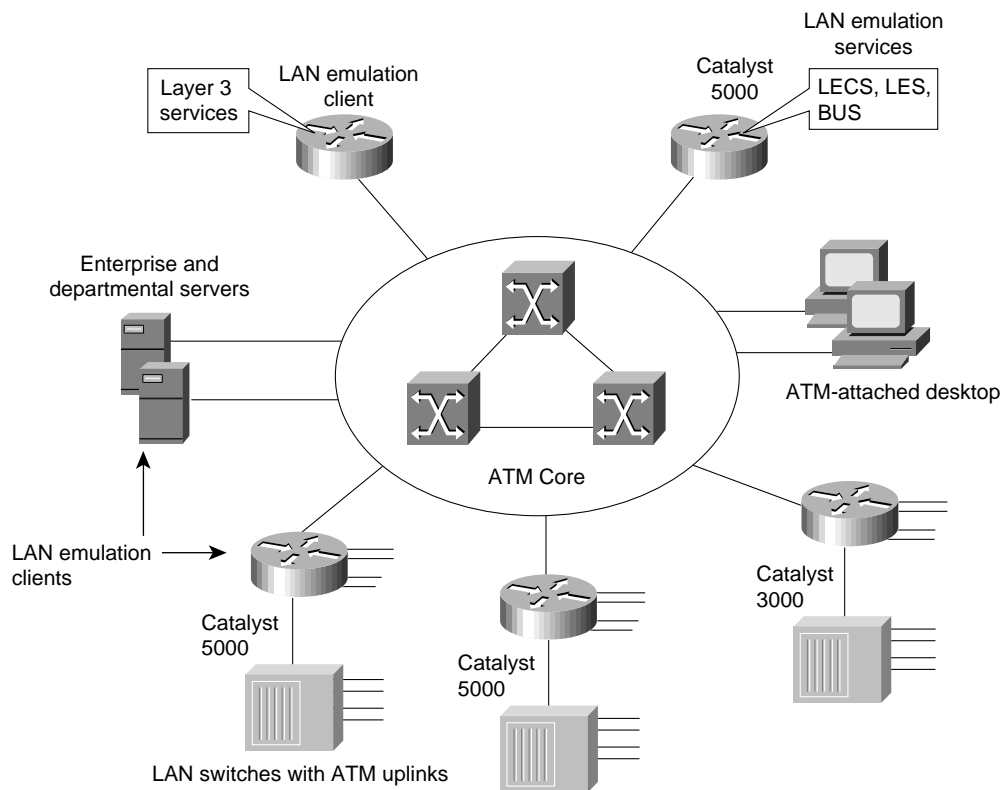 LAN emulation
services
LAN emulation
client
Catalyst
5000
Layer 3
services
LECS, LES,
BUS
Enterprise and
departmental servers
ATM-attached desktop
ATM Core
LAN emulation
clients
Catalyst
5000
Catalyst
5000
Catalyst
3000
LAN switches with ATM uplinks